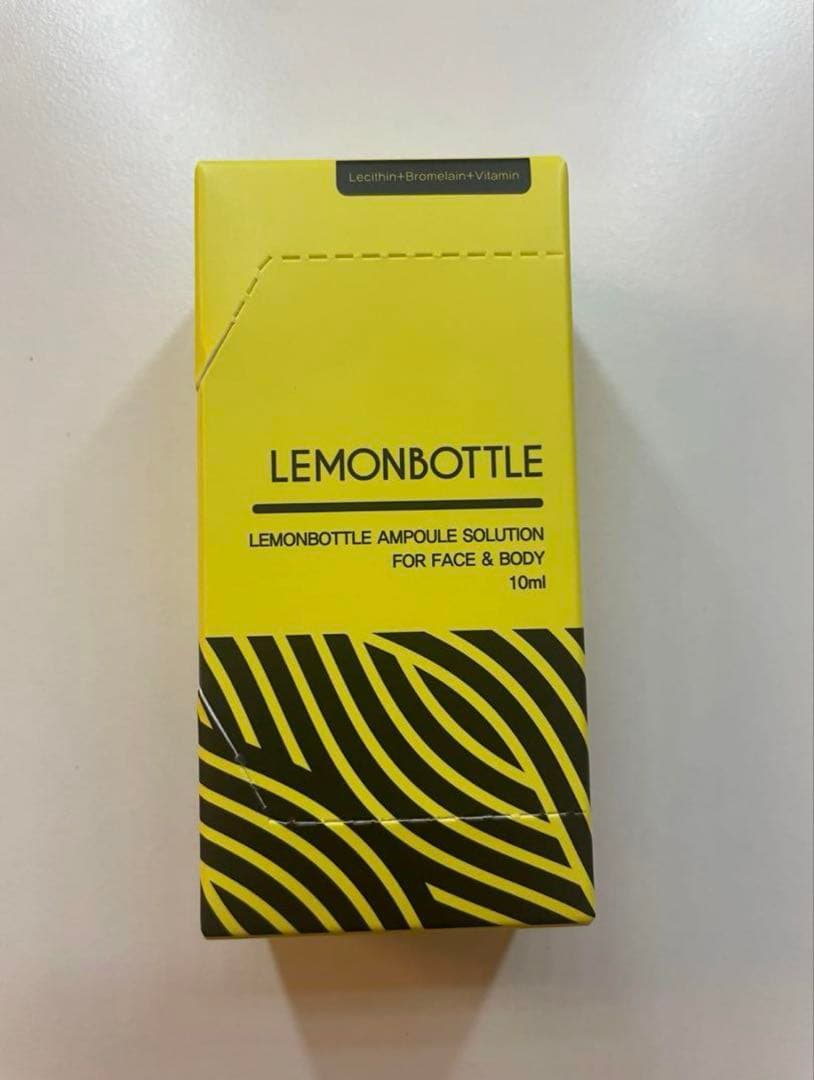 Lecithin+Bromelain+Vitamin
LEMONBOTTLE
LEMONBOTTLE AMPOULE SOLUTION
FOR FACE & BODY
10ml